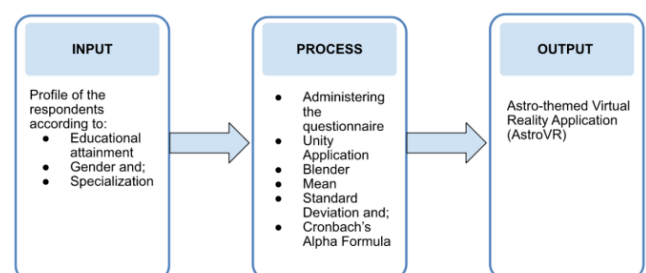 INPUT
Profile of the
respondents
according to:
● Educational
attainment
● Gender and;
● Specialization
PROCESS
● Administering
the
questionnaire
● Unity
Application
● Blender
● Mean
● Standard
Deviation and;
● Cronbach's
Alpha Formula
OUTPUT
Astro-themed Virtual
Reality Application
(AstroVR)